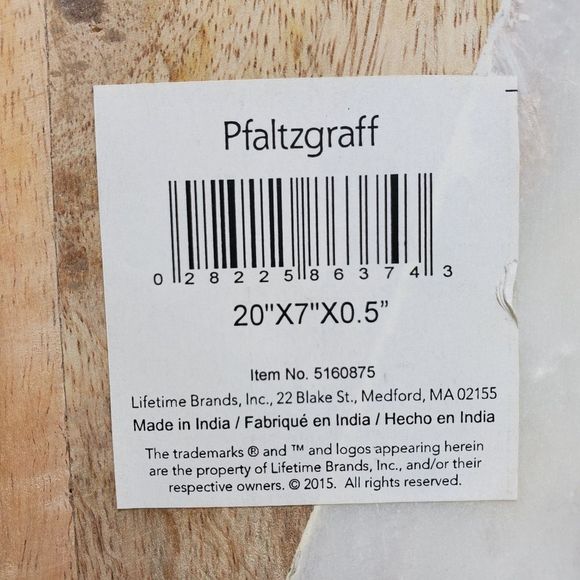 Pfaltzgraff
0 28225 86374 3
20"X7"X0.5”
Item No. 5160875
Lifetime Brands, Inc., 22 Blake St., Medford, MA 02155
Made in India / Fabriqué en India / Hecho en India
The trademarks ® and ™ and logos appearing herein
are the property of Lifetime Brands, Inc., and/or their
respective owners. © 2015. All rights reserved.